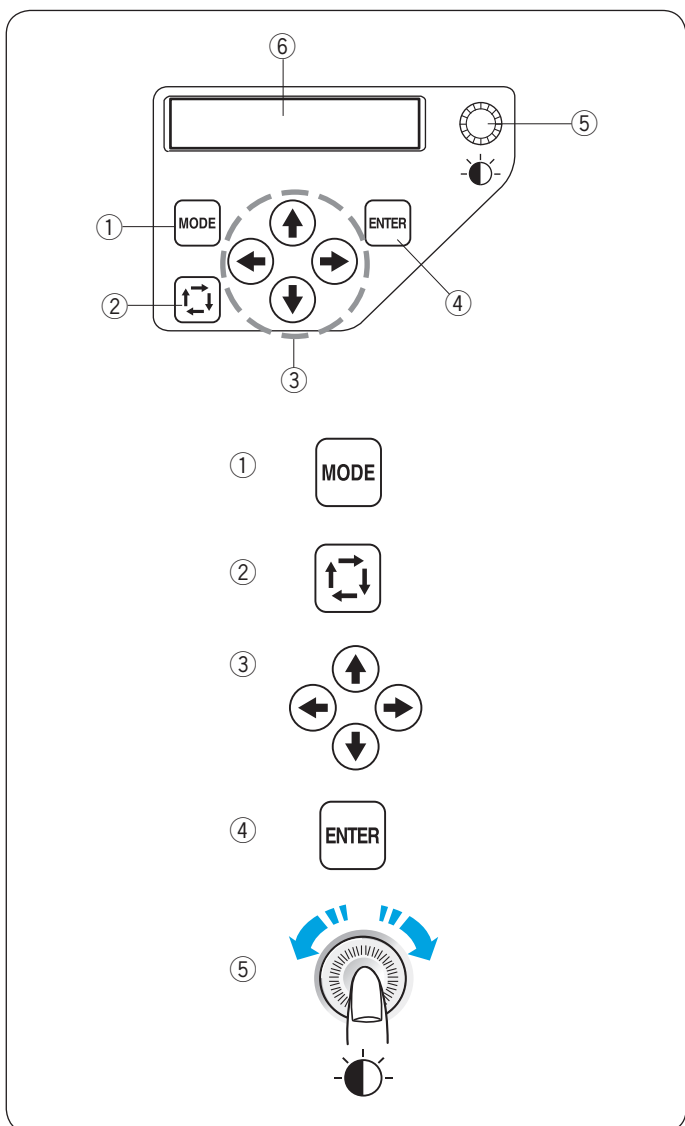 ⑥
⑤
① MODE ENTER
② ④
③
① MODE
②
③
④ ENTER
⑤